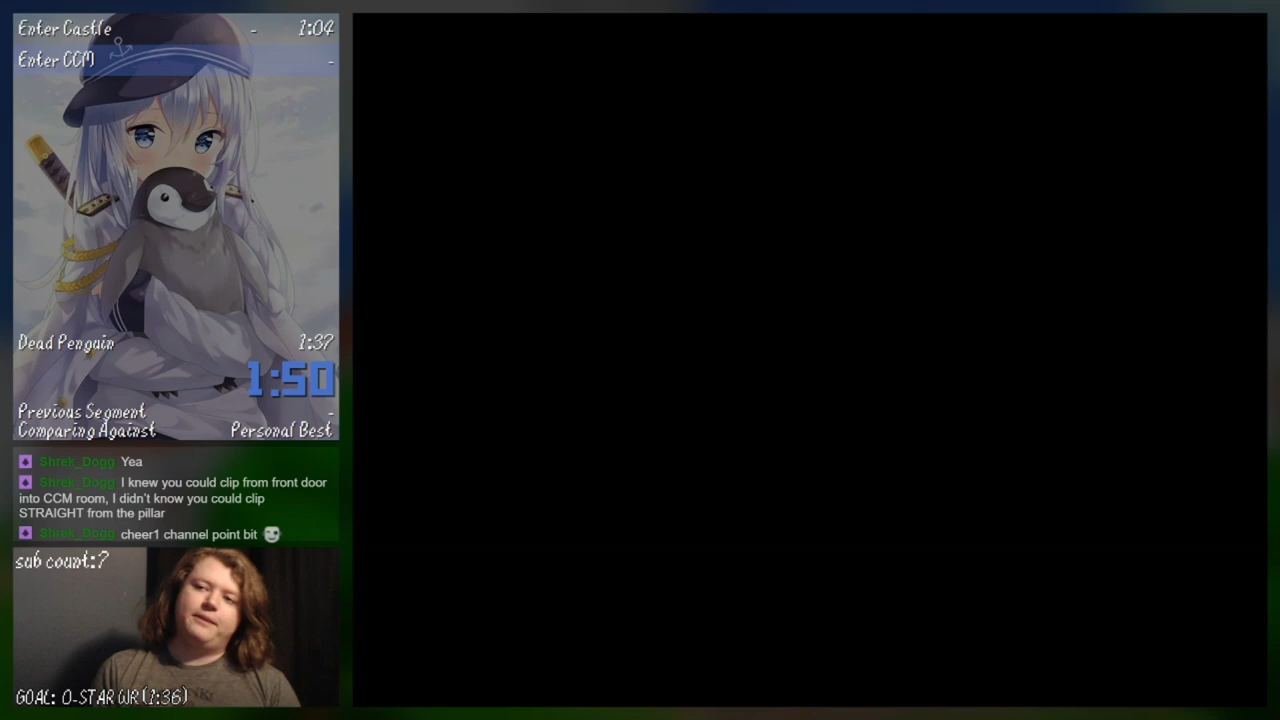 Enter Castle - 1:04
Enter CCM -
Dead Penguin 1:37
1:50
Previous Segment -
Comparing Against Personal Best
Shrek_Dogg Yea
Shrek_Dogg I knew you could clip from front door
into CCM room, I didn't know you could clip
STRAIGHT from the pillar
Shrek_Dogg cheer1 channel point bit
sub count:7
GOAL: 0-STAR WR (1:36)